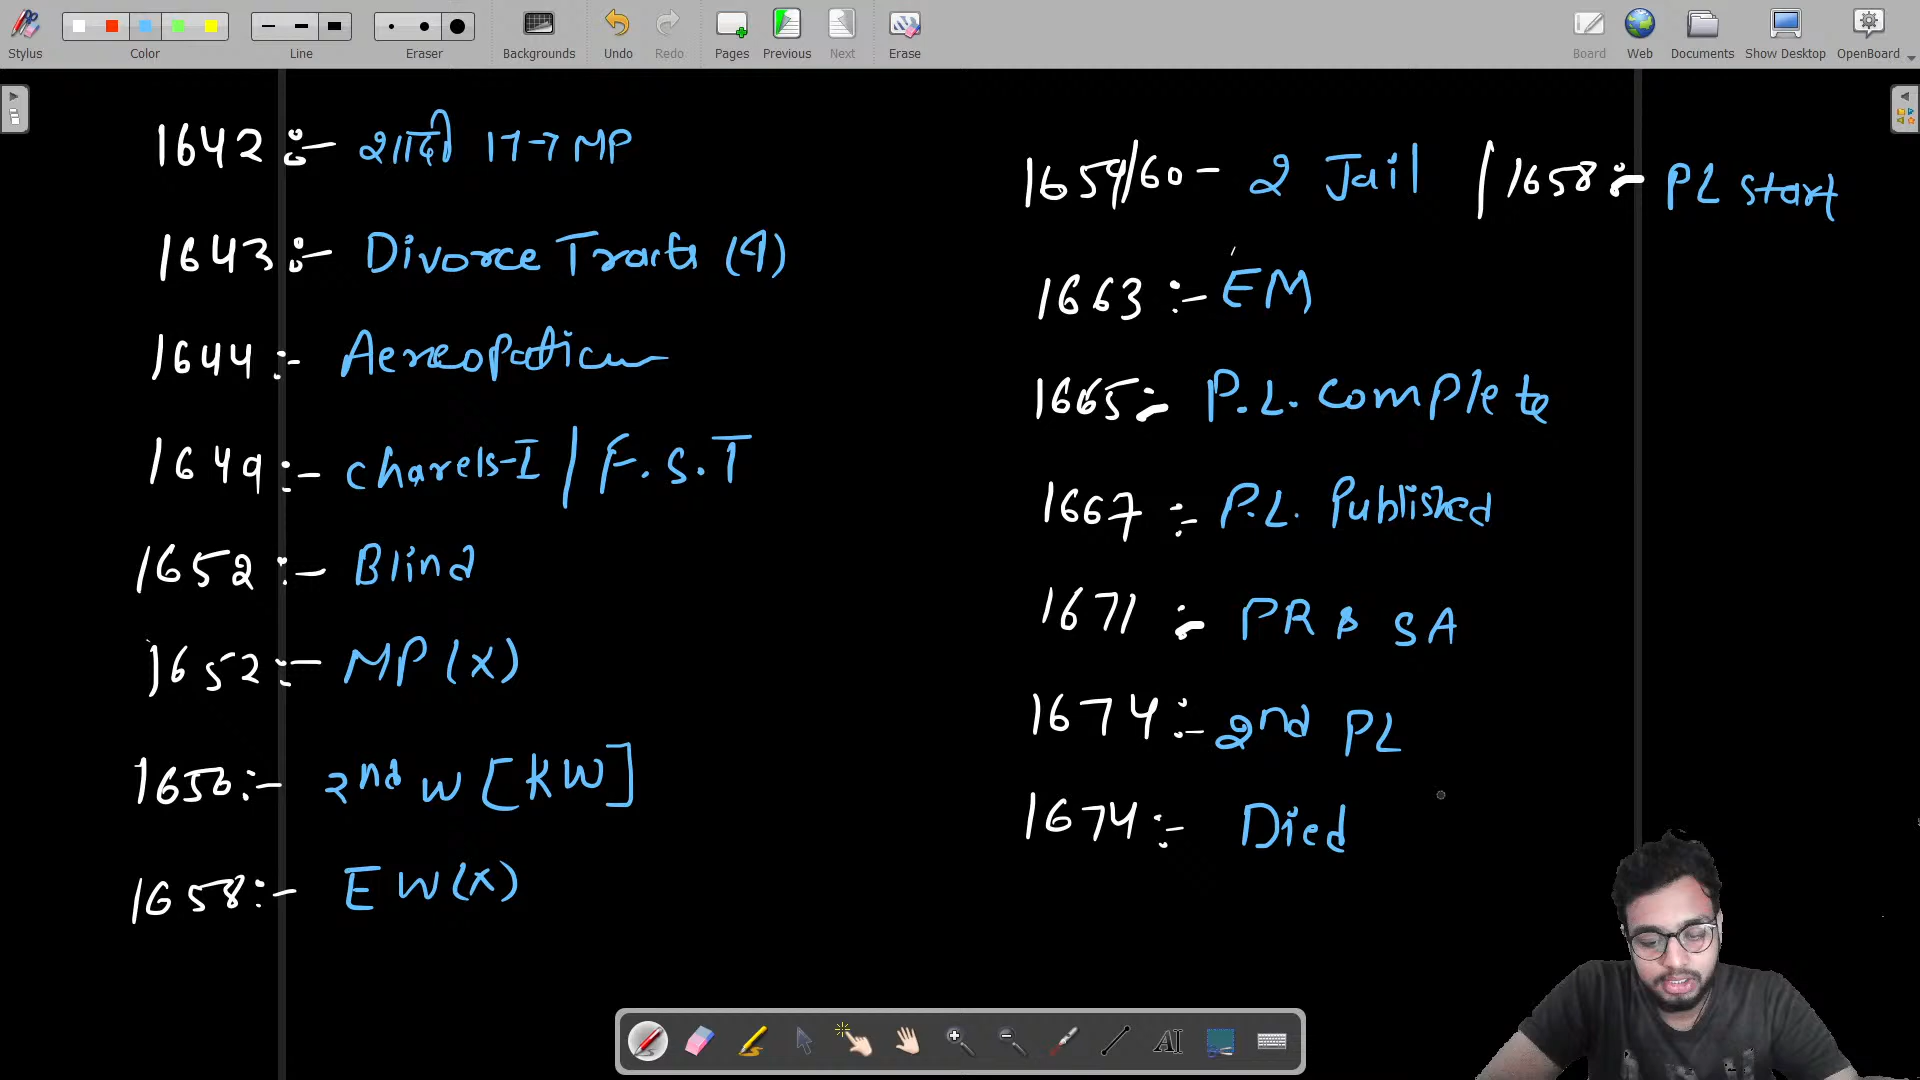 Stylus Color Line Eraser Backgrounds Undo Redo Pages Previous Next Erase Board Web Documents Show Desktop OpenBoard
1642 :- शादी 17-7 MP
1643 :- Divorce Tracts (4)
1644 :- Aereopatica
1649 :- Charels-I / F.S.T
1652 :- Blind
1652 :- MP (x)
1656 :- 2nd W [KW]
1658 :- E W (x)
1659/60 - 2 Jail / 1658 :- PL start
1663 :- EM
1665 :- P.L. Complete
1667 :- P.L. Published
1671 :- PR & SA
1674 :- 2nd PL
1674 :- Died